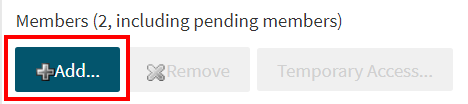 Members (2, including pending members)
Add... Remove Temporary Access...